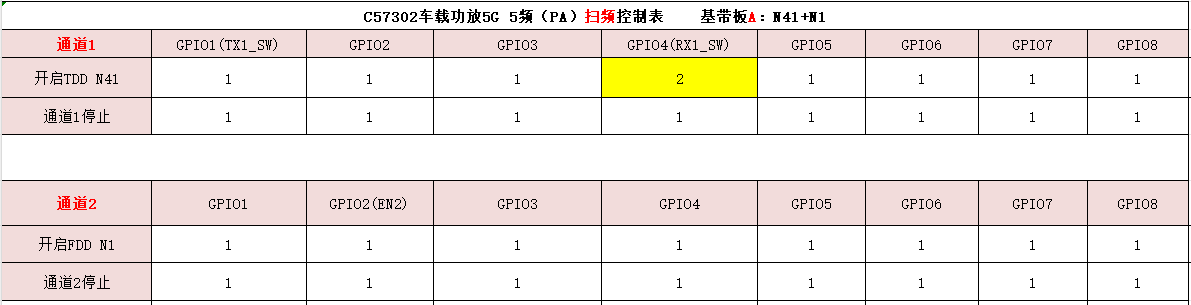 C57302车载功放5G 5频（PA）扫频控制表 基带板A：N41+N1
通道1 GPIO1(TX1_SW) GPIO2 GPIO3 GPIO4(RX1_SW) GPIO5 GPIO6 GPIO7 GPIO8
开启TDD N41 1 1 1 2 1 1 1 1
通道1停止 1 1 1 1 1 1 1 1
通道2 GPIO1 GPIO2(EN2) GPIO3 GPIO4 GPIO5 GPIO6 GPIO7 GPIO8
开启FDD N1 1 1 1 1 1 1 1 1
通道2停止 1 1 1 1 1 1 1 1